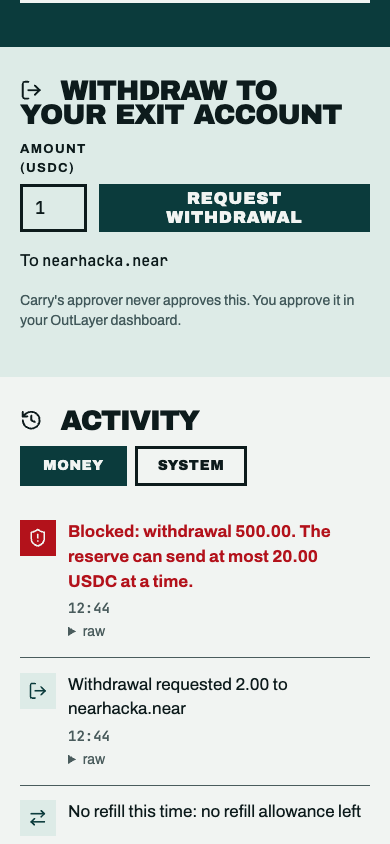 WITHDRAW TO
YOUR EXIT ACCOUNT
AMOUNT
(USDC)
1
REQUEST
WITHDRAWAL
To nearhacka.near
Carry's approver never approves this. You approve it in
your OutLayer dashboard.
ACTIVITY
MONEY
SYSTEM
Blocked: withdrawal 500.00. The
reserve can send at most 20.00
USDC at a time.
12:44
raw
Withdrawal requested 2.00 to
nearhacka.near
12:44
raw
No refill this time: no refill allowance left